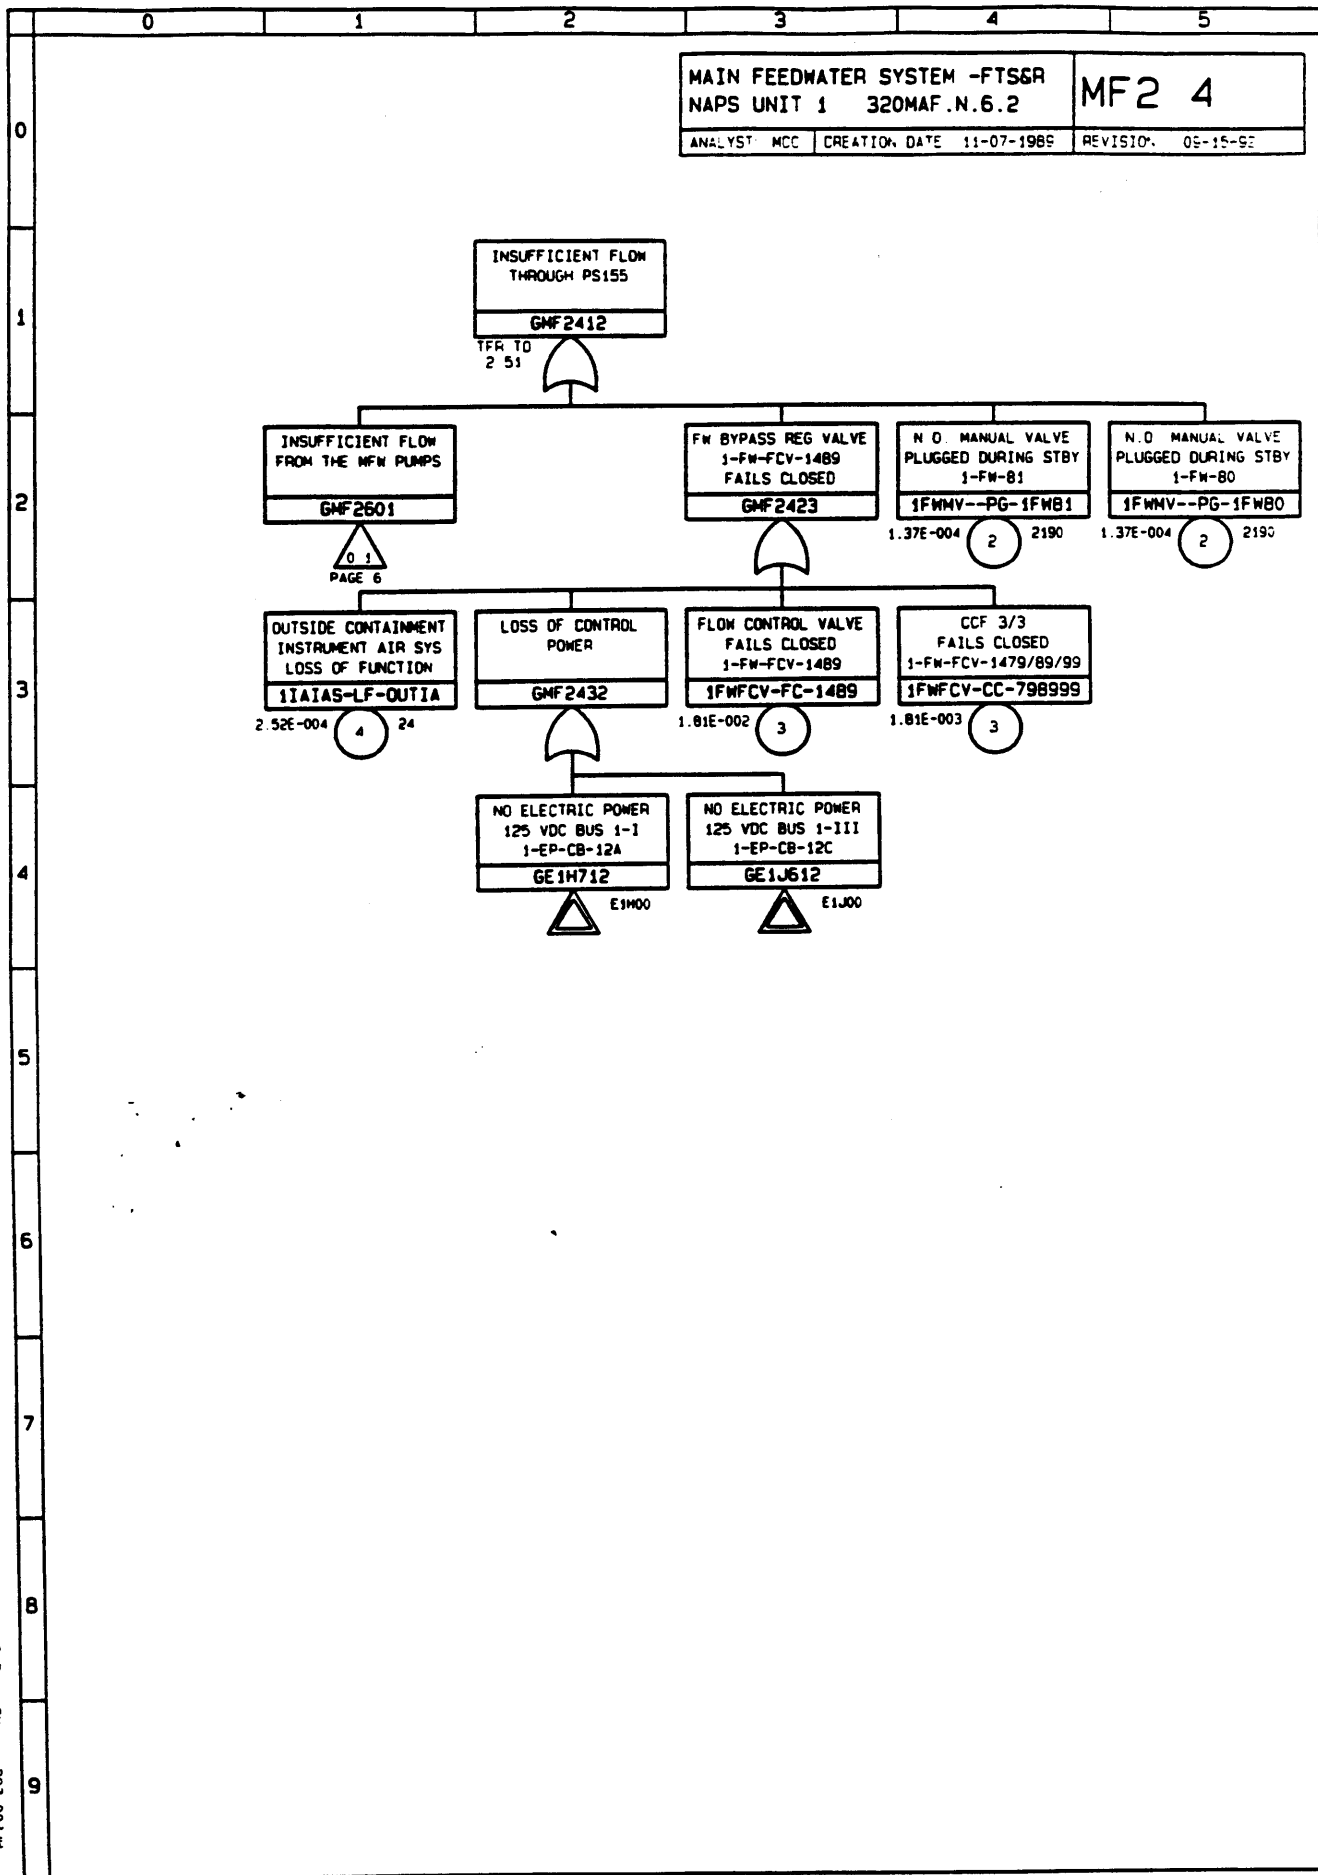 0 1 2 3 4 5
MAIN FEEDWATER SYSTEM -FTS&R
NAPS UNIT 1 320MAF.N.6.2
MF2 4
ANALYST MCC CREATION DATE 11-07-1989 REVISION
0
INSUFFICIENT FLOW
THROUGH PS155
GMF2412
TFR TO
2 51
1
INSUFFICIENT FLOW
FROM THE MFW PUMPS
GMF2601
0 1
PAGE 6
FW BYPASS REG VALVE
1-FW-FCV-1489
FAILS CLOSED
GMF2423
N O. MANUAL VALVE
PLUGGED DURING STBY
1-FW-81
1FWMV--PG-1FW81
1.37E-004 2 2190
N.O MANUAL VALVE
PLUGGED DURING STBY
1-FW-80
1FWMV--PG-1FW80
1.37E-004 2 2190
2
OUTSIDE CONTAINMENT
INSTRUMENT AIR SYS
LOSS OF FUNCTION
1IAIAS-LF-OUTIA
2.52E-004 4 24
LOSS OF CONTROL
POWER
GMF2432
FLOW CONTROL VALVE
FAILS CLOSED
1-FW-FCV-1489
1FWFCV-FC-1489
1.81E-002 3
CCF 3/3
FAILS CLOSED
1-FW-FCV-1479/89/99
1FWFCV-CC-798999
1.81E-003 3
3
NO ELECTRIC POWER
125 VDC BUS 1-I
1-EP-CB-12A
GE1H712
E1H00
NO ELECTRIC POWER
125 VDC BUS 1-III
1-EP-CB-12C
GE1J612
E1J00
4
5
6
7
8
9